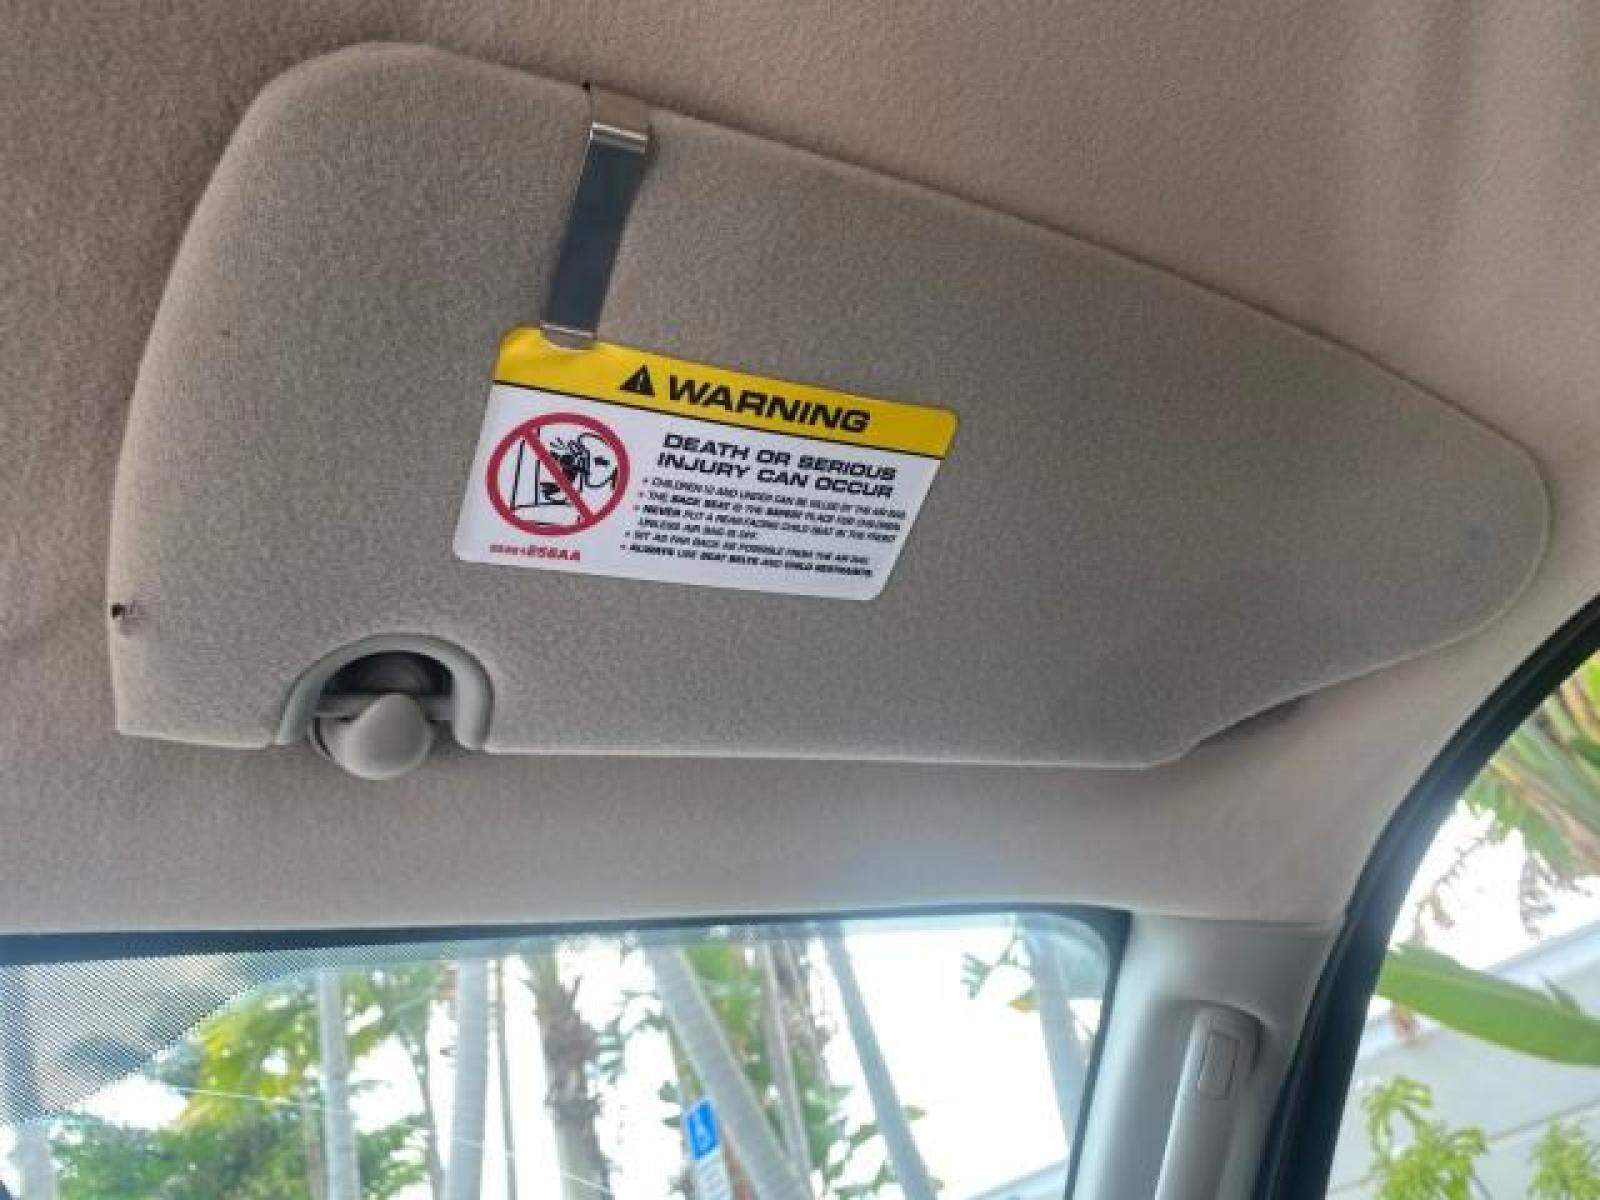 WARNING
DEATH OR SERIOUS
INJURY CAN OCCUR
• CHILDREN 12 AND UNDER CAN BE KILLED BY THE AIR BAG.
• THE BACK SEAT IS THE SAFEST PLACE FOR CHILDREN.
• NEVER PUT A REAR-FACING CHILD SEAT IN THE FRONT
UNLESS AIR BAG IS OFF.
• SIT AS FAR BACK AS POSSIBLE FROM THE AIR BAG.
• ALWAYS USE SEAT BELTS AND CHILD RESTRAINTS.
256AA